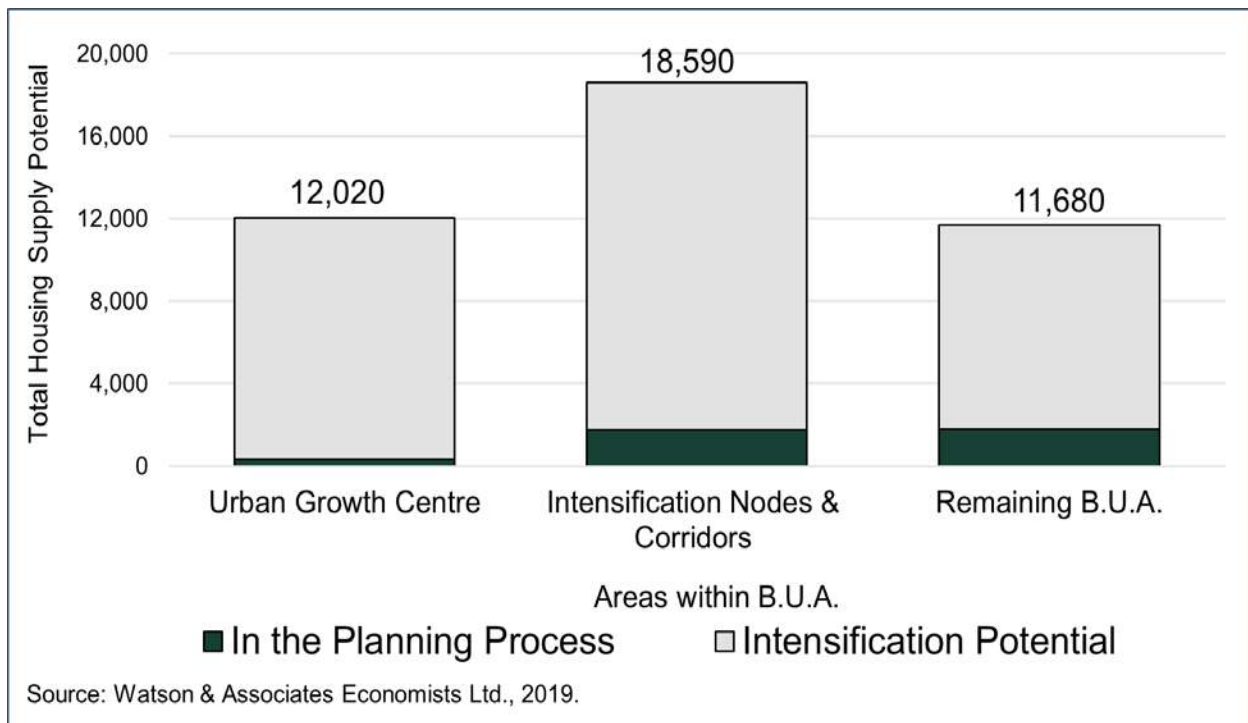 Total Housing Supply Potential
20,000
16,000
12,000
8,000
4,000
0
12,020
18,590
11,680
Urban Growth Centre
Intensification Nodes &
Corridors
Remaining B.U.A.
Areas within B.U.A.
In the Planning Process
Intensification Potential
Source: Watson & Associates Economists Ltd., 2019.